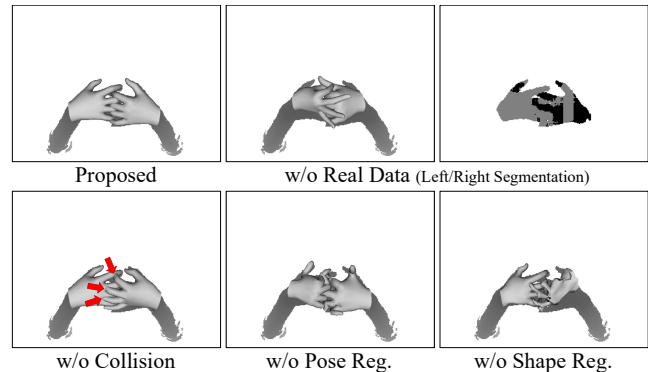 Proposed
w/o Real Data (Left/Right Segmentation)
w/o Collision
w/o Pose Reg.
w/o Shape Reg.